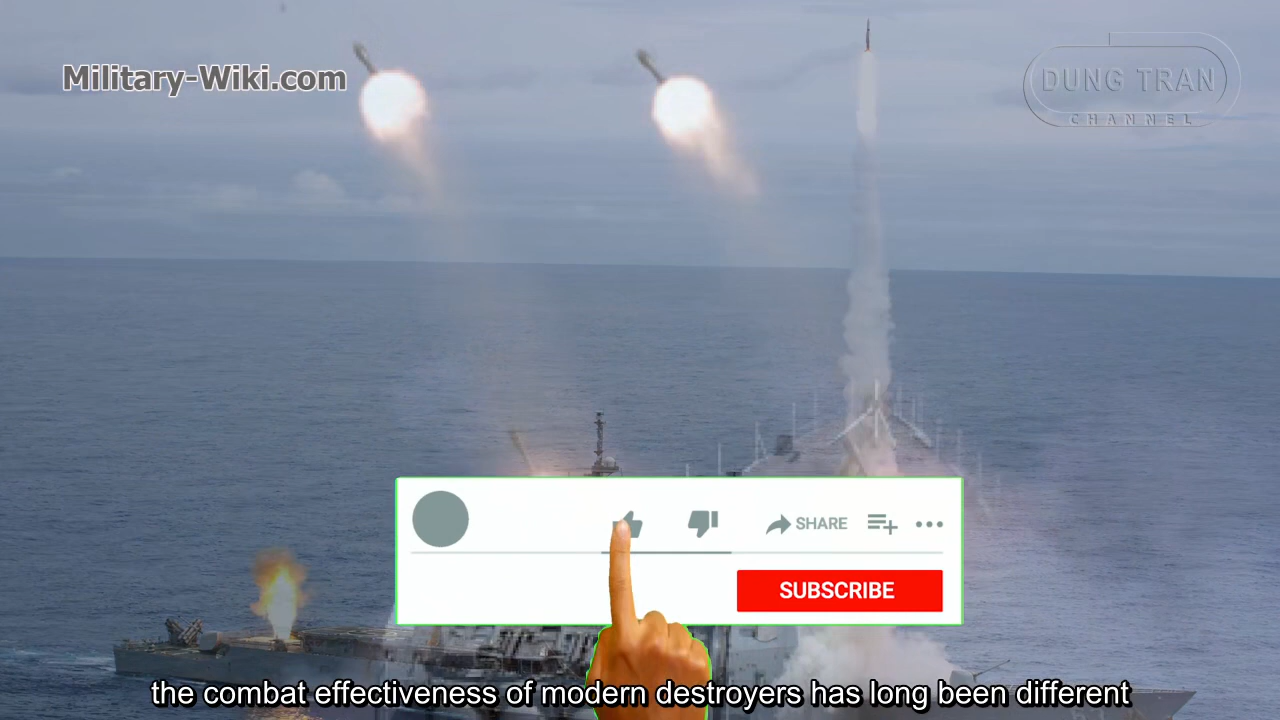 Military-Wiki.com
DUNG TRAN
CHANNEL
SHARE
SUBSCRIBE
the combat effectiveness of modern destroyers has long been different